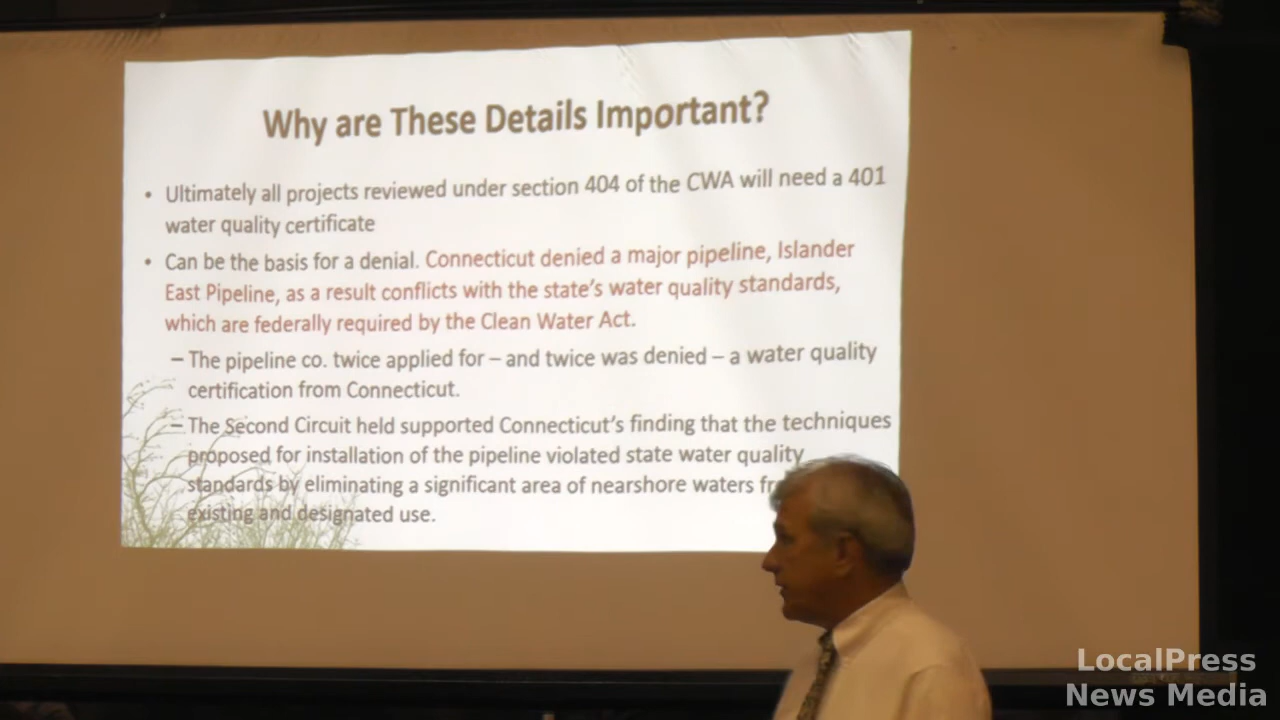 Why are These Details Important?
• Ultimately all projects reviewed under section 404 of the CWA will need a 401
water quality certificate
• Can be the basis for a denial. Connecticut denied a major pipeline, Islander
East Pipeline, as a result conflicts with the state's water quality standards,
which are federally required by the Clean Water Act.
– The pipeline co. twice applied for – and twice was denied – a water quality
certification from Connecticut.
– The Second Circuit held supported Connecticut's finding that the techniques
proposed for installation of the pipeline violated state water quality
standards by eliminating a significant area of nearshore waters
existing and designated use.
LocalPress
News Media